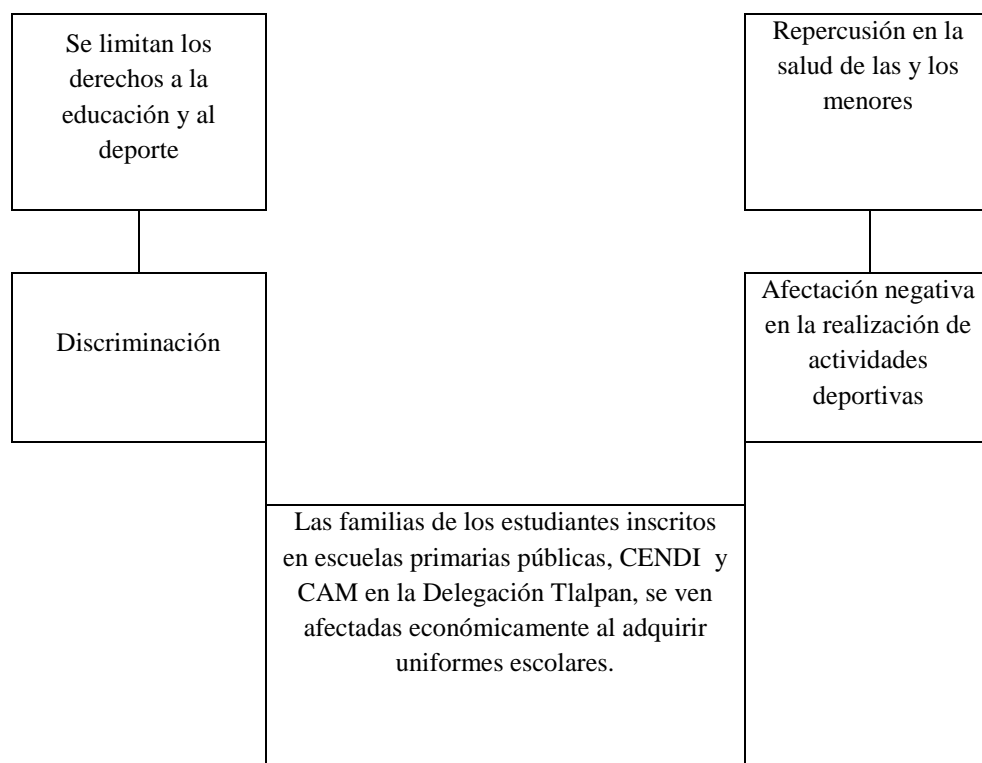 Se limitan los
derechos a la
educación y al
deporte
Repercusión en la
salud de las y los
menores
Discriminación
Afectación negativa
en la realización de
actividades
deportivas
Las familias de los estudiantes inscritos
en escuelas primarias públicas, CENDI y
CAM en la Delegación Tlalpan, se ven
afectadas económicamente al adquirir
uniformes escolares.